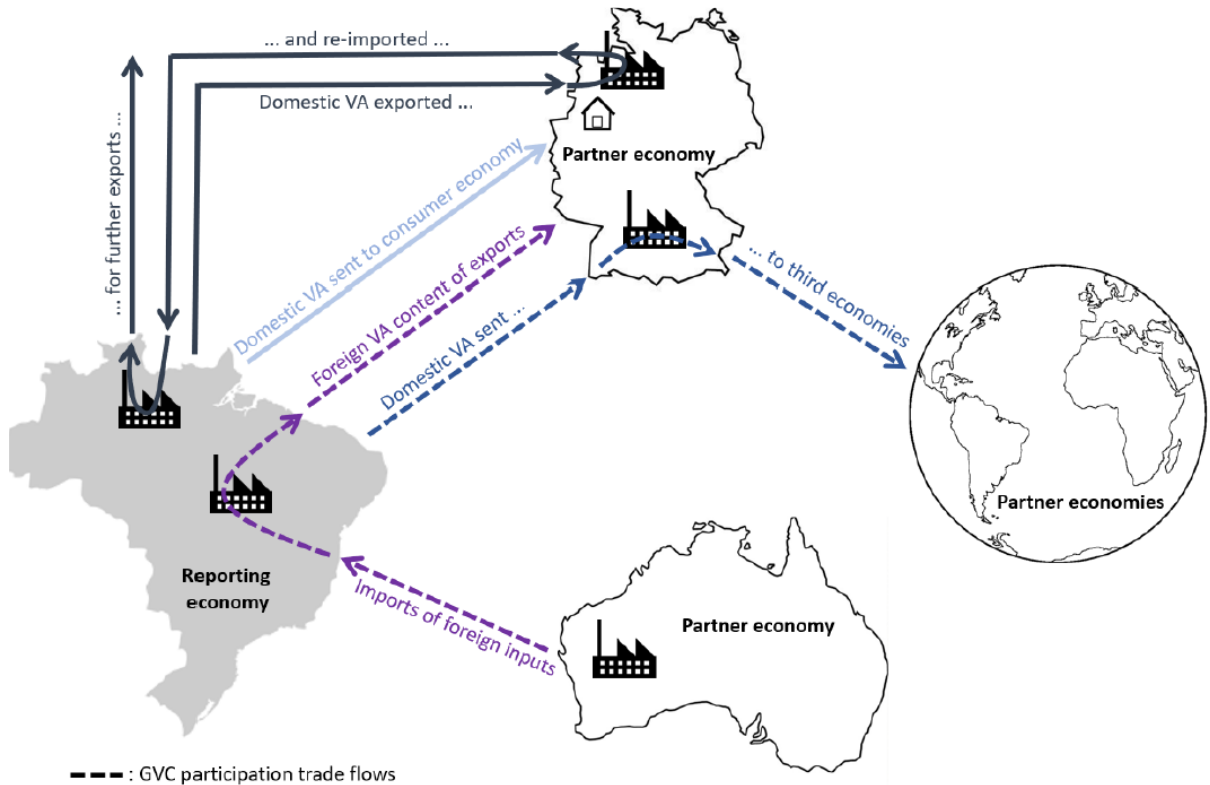 ... and re-imported ...
Domestic VA exported ...
... for further exports ...
Partner economy
Domestic VA sent to consumer economy
Foreign VA content of exports
Domestic VA sent ...
... to third economies
Partner economies
Reporting
economy
Imports of foreign inputs
Partner economy
: GVC participation trade flows